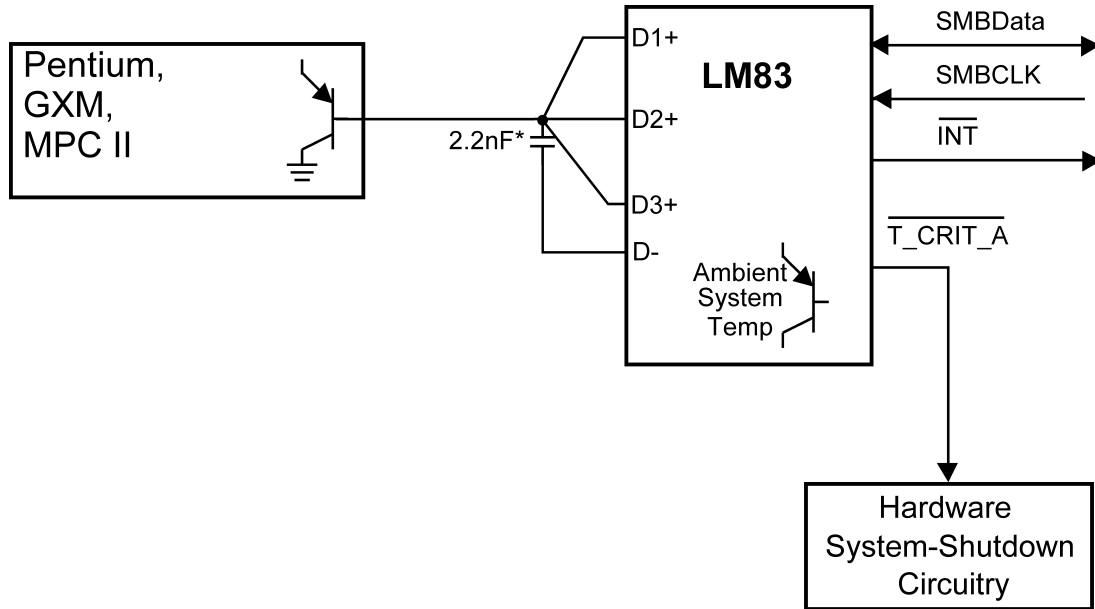 Pentium,
GXM,
MPC II
2.2nF*
D1+
D2+
D3+
D-
LM83
Ambient
System
Temp
SMBData
SMBCLK
INT
T_CRIT_A
Hardware
System-Shutdown
Circuitry